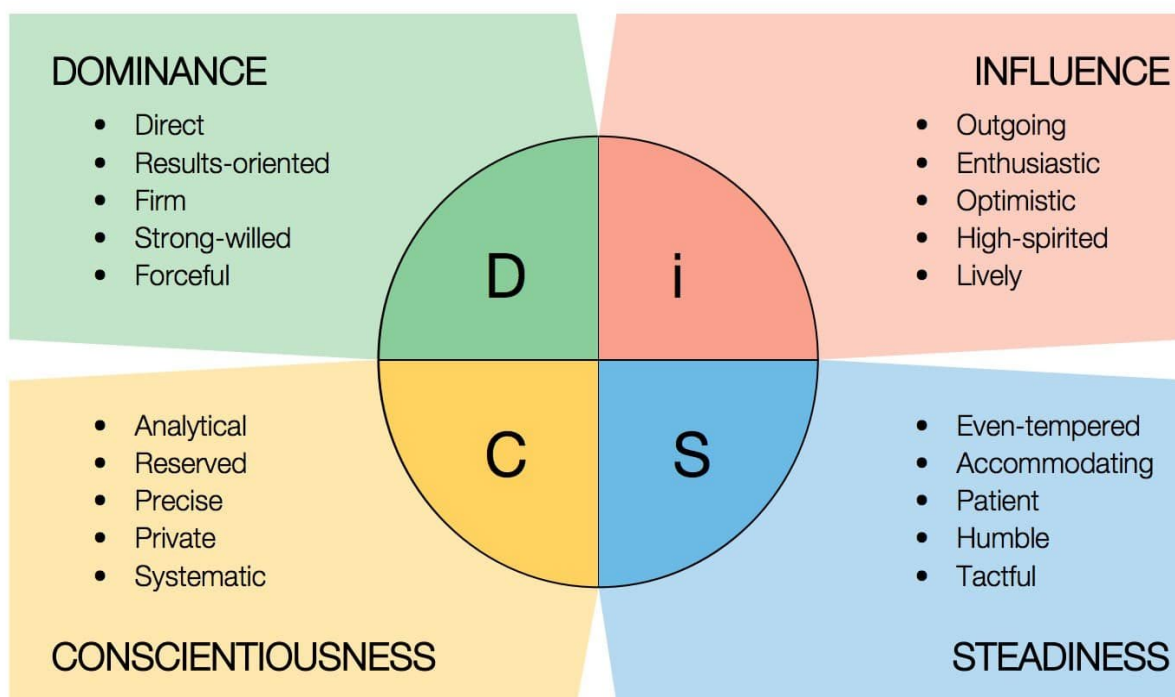 DOMINANCE
• Direct
• Results-oriented
• Firm
• Strong-willed
• Forceful
INFLUENCE
• Outgoing
• Enthusiastic
• Optimistic
• High-spirited
• Lively
D
i
C
S
• Analytical
• Reserved
• Precise
• Private
• Systematic
CONSCIENTIOUSNESS
• Even-tempered
• Accommodating
• Patient
• Humble
• Tactful
STEADINESS